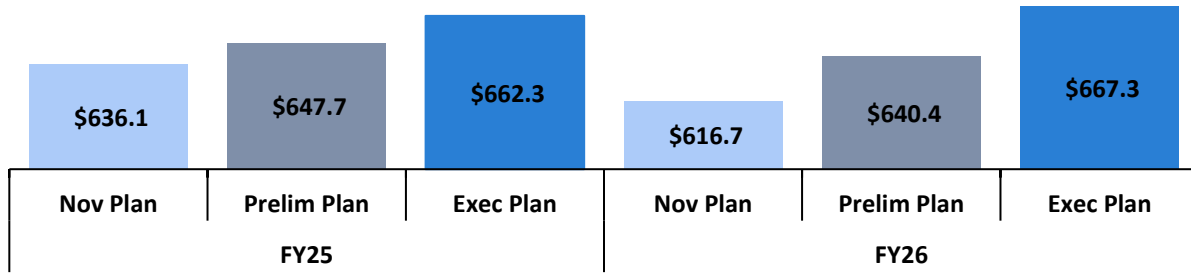 $636.1 $647.7 $662.3 $616.7 $640.4 $667.3
Nov Plan Prelim Plan Exec Plan Nov Plan Prelim Plan Exec Plan
FY25 FY26